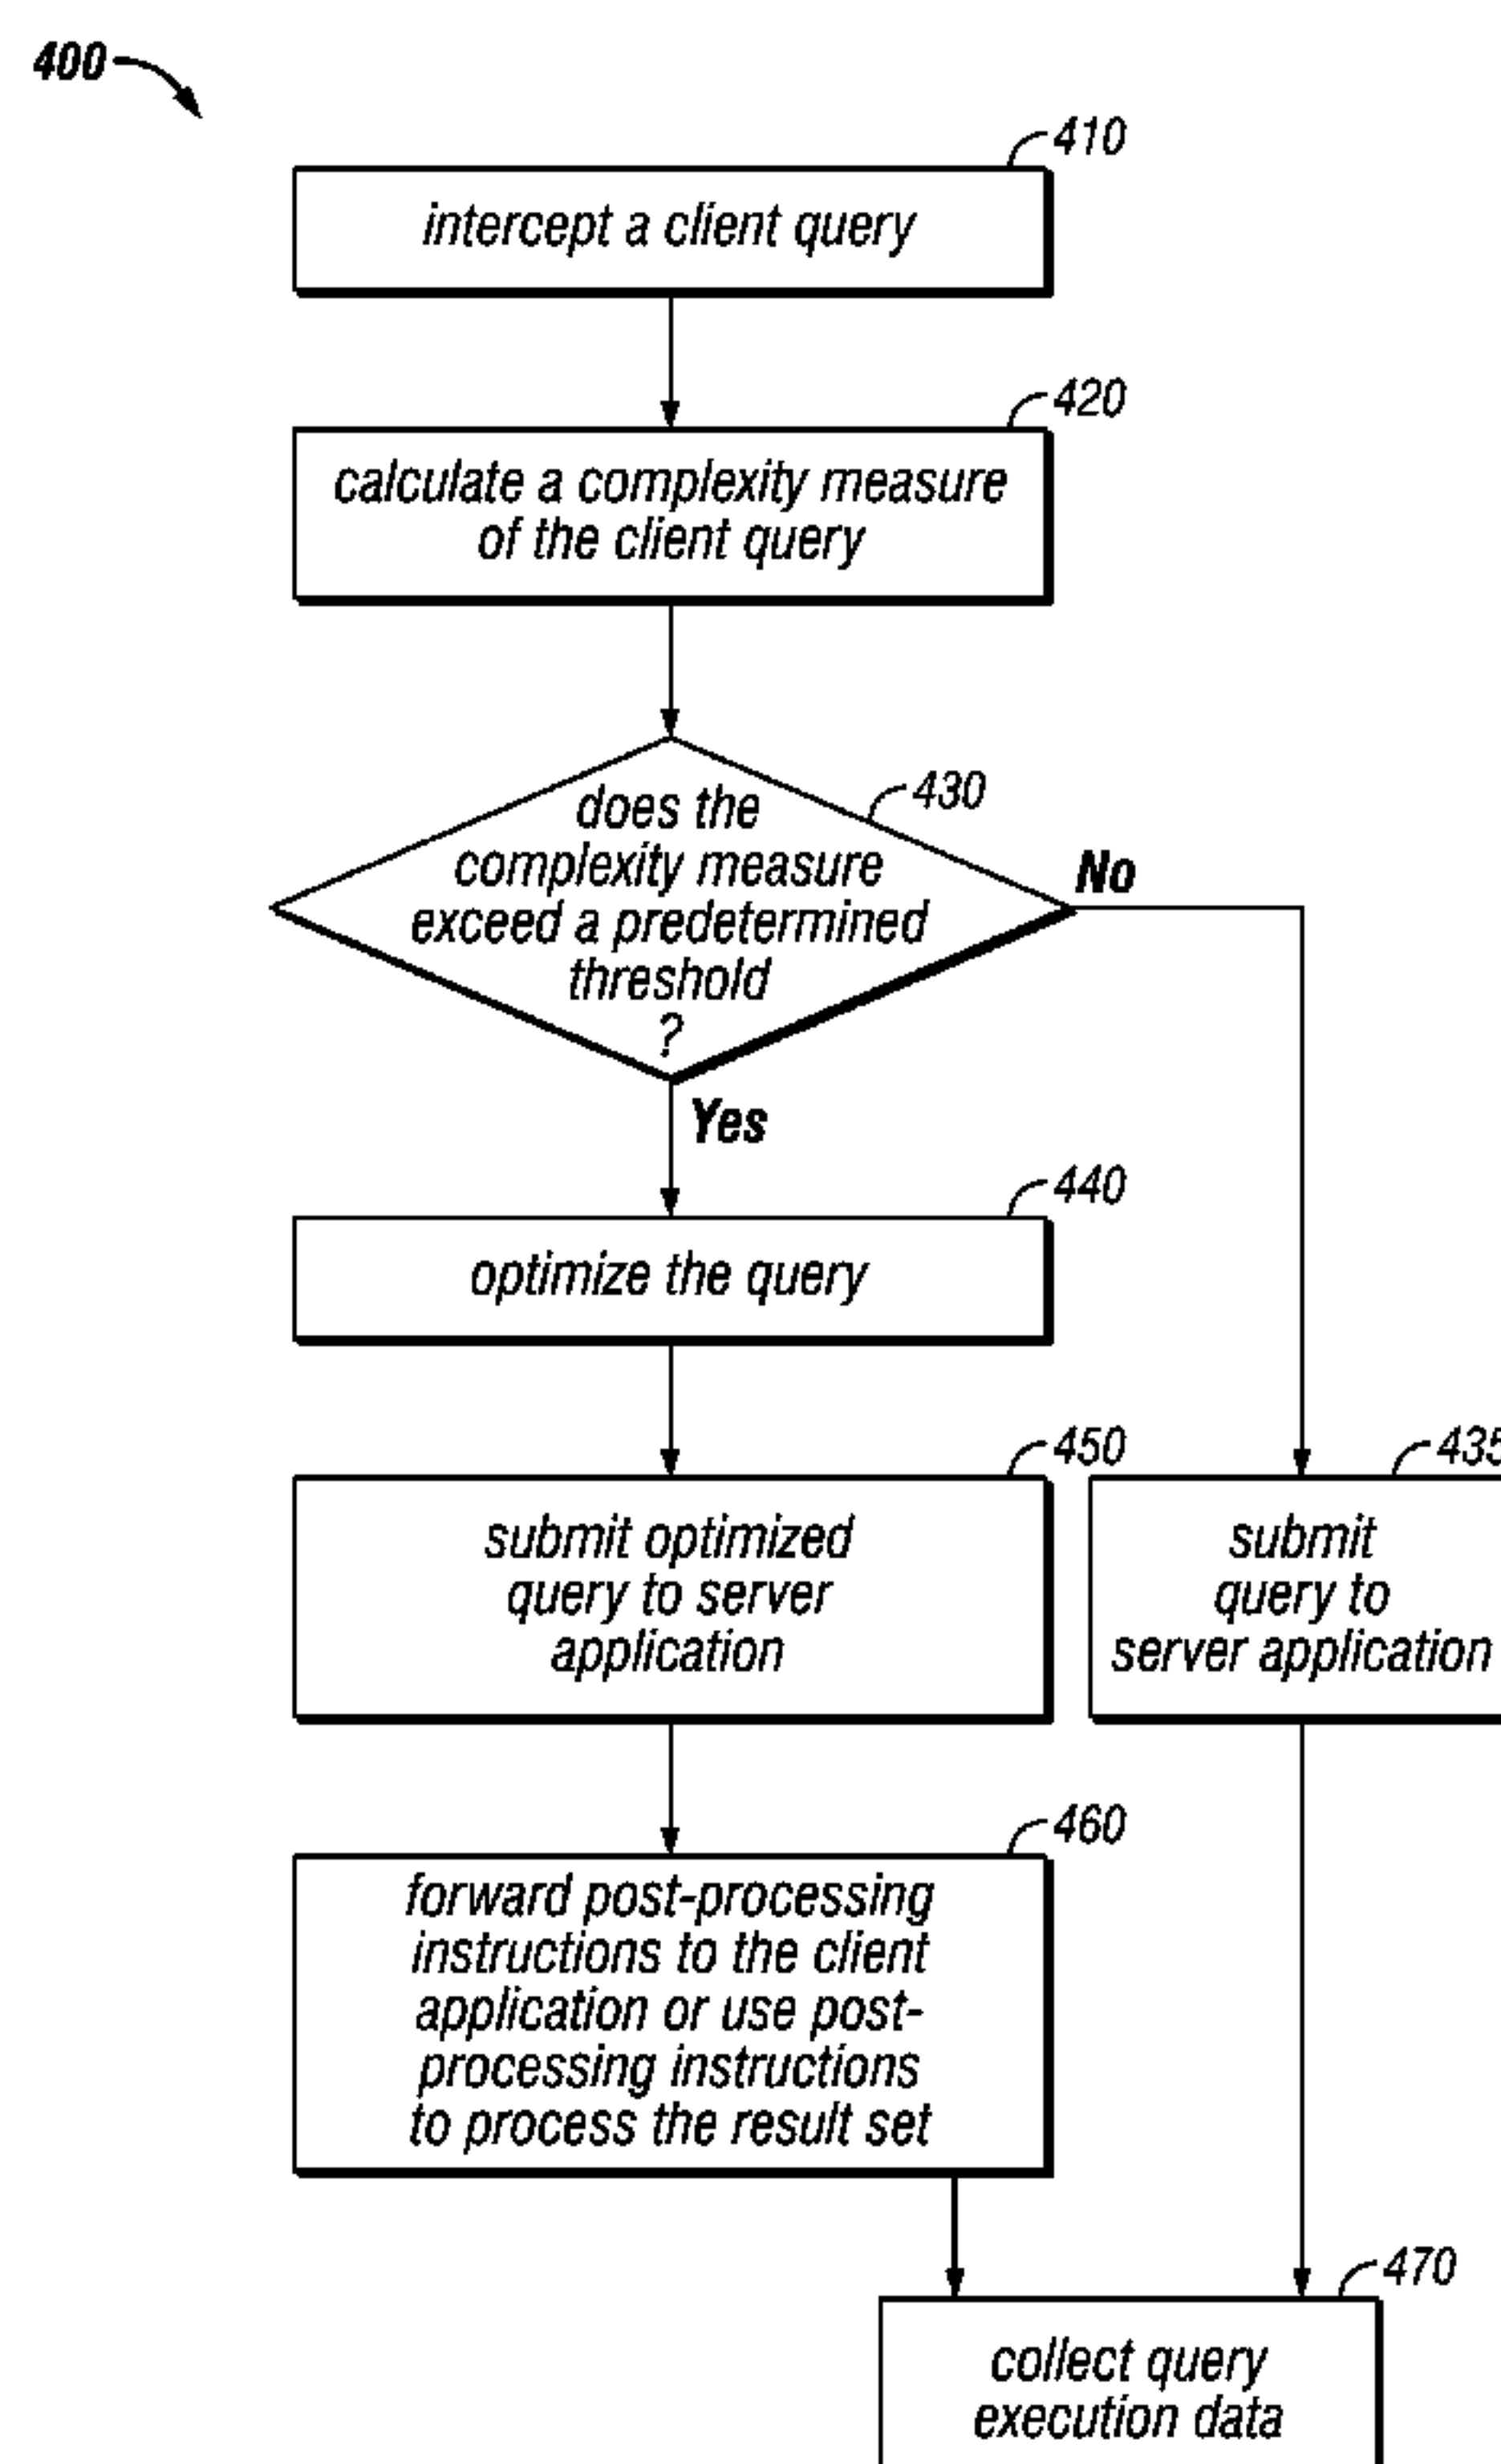 400
410
intercept a client query
420
calculate a complexity measure
of the client query
430
does the
complexity measure
exceed a predetermined
threshold
?
No
Yes
440
optimize the query
450
submit optimized
query to server
application
435
submit
query to
server application
460
forward post-processing
instructions to the client
application or use post-
processing instructions
to process the result set
470
collect query
execution data